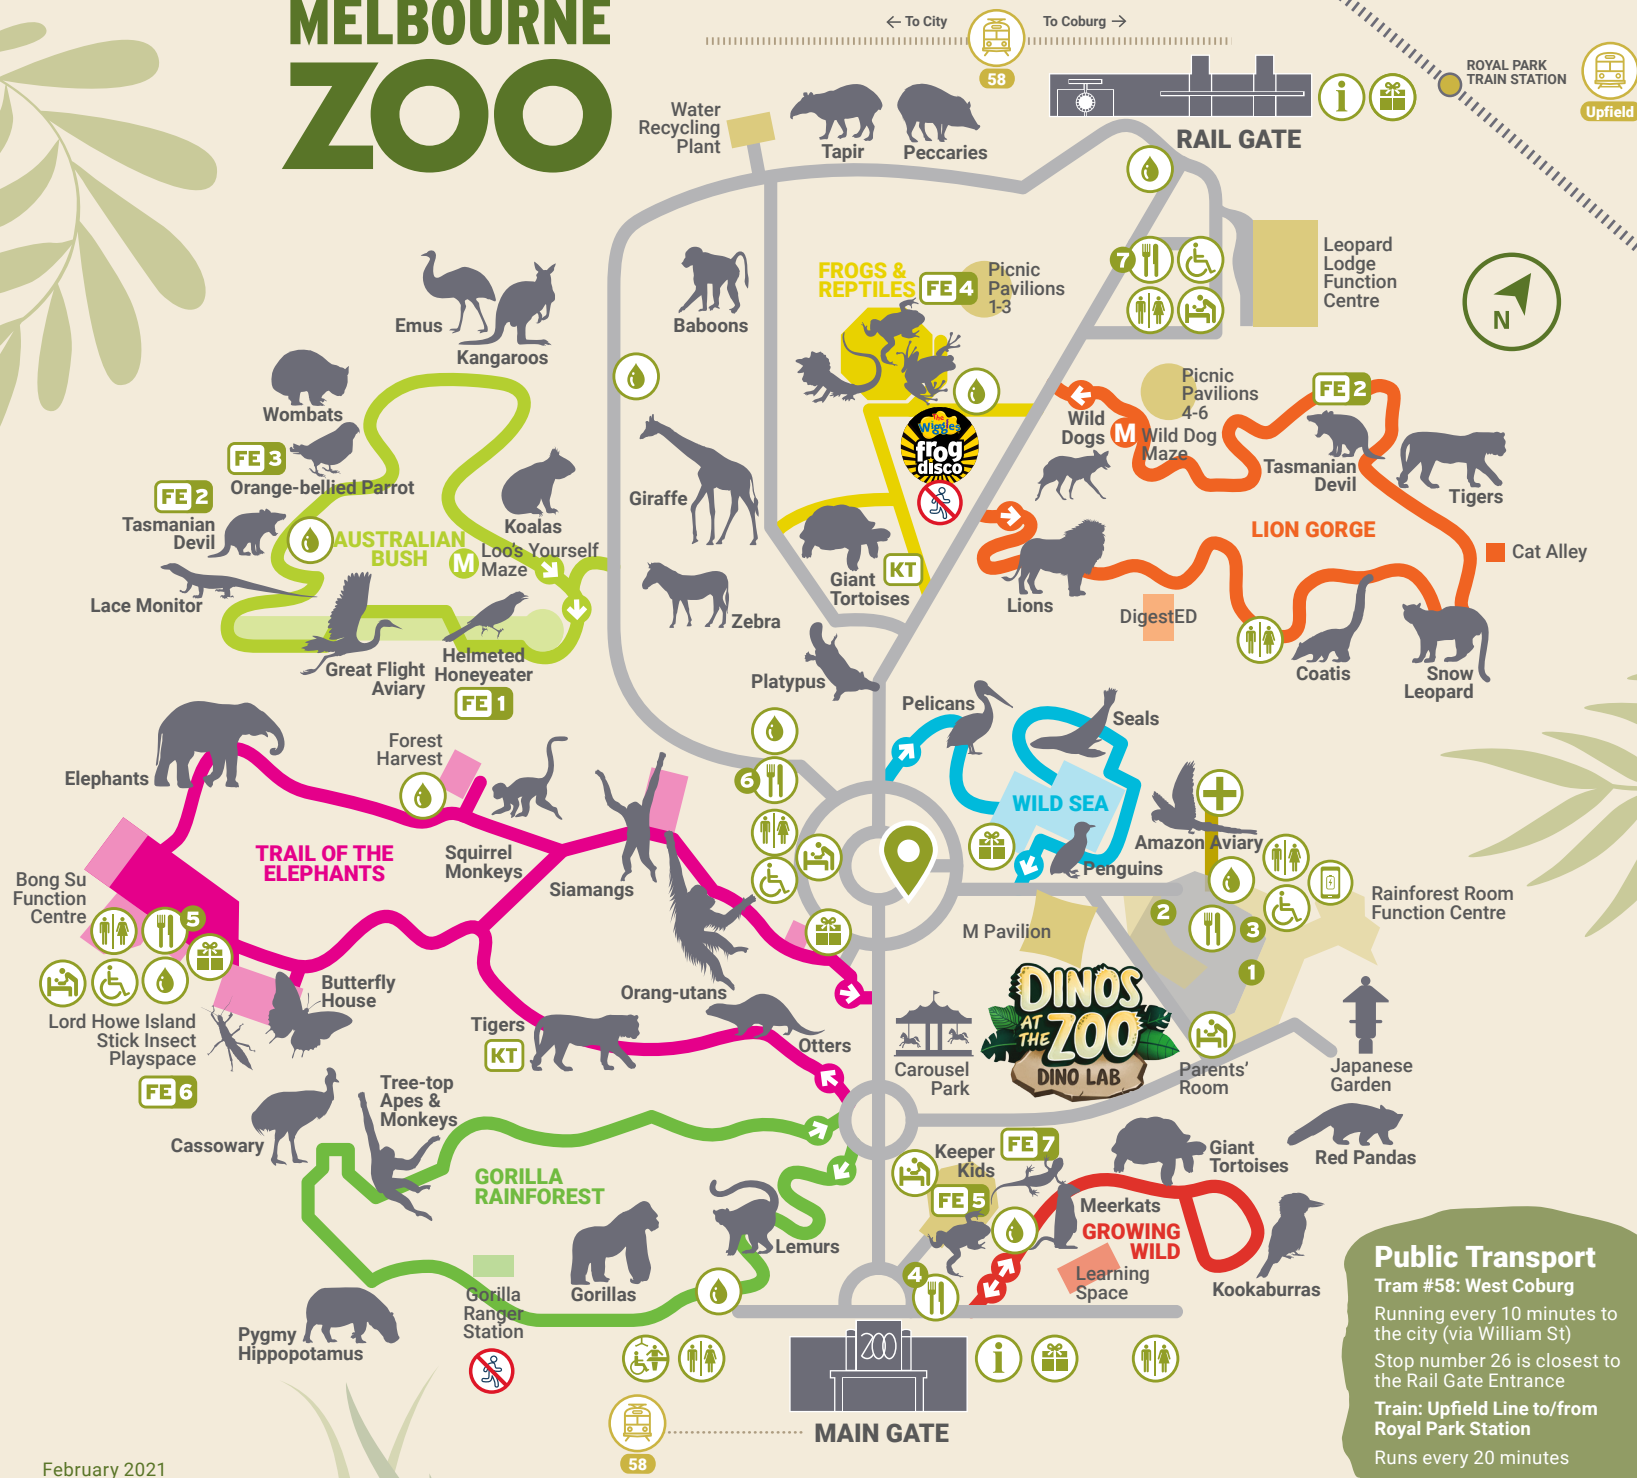 MELBOURNE
ZOO
← To City
To Coburg →
58
ROYAL PARK
TRAIN STATION
Upfield
Water
Recycling
Plant
Tapir
Peccaries
i
RAIL GATE
Leopard
Lodge
Function
Centre
7
N
FROGS &
REPTILES
FE 4
Picnic
Pavilions
1-3
Baboons
Emus
Kangaroos
Wombats
FE 3
Orange-bellied Parrot
FE 2
Tasmanian
Devil
AUSTRALIAN
BUSH
Koalas
M
Loo's Yourself
Maze
Lace Monitor
Great Flight
Aviary
Helmeted
Honeyeater
FE 1
Giraffe
Zebra
The
Wiggles
frog
disco
Giant
Tortoises
KT
Platypus
Wild
Dogs
M
Wild Dog
Maze
Picnic
Pavilions
4-6
FE 2
Tasmanian
Devil
Tigers
LION GORGE
Cat Alley
Lions
DigestED
Coatis
Snow
Leopard
Elephants
Forest
Harvest
TRAIL OF THE
ELEPHANTS
Squirrel
Monkeys
Siamangs
Bong Su
Function
Centre
5
Butterfly
House
Lord Howe Island
Stick Insect
Playspace
FE 6
Orang-utans
Tigers
KT
Otters
6
Pelicans
Seals
WILD SEA
Penguins
Amazon Aviary
M Pavilion
2
3
1
Rainforest Room
Function Centre
DINOS
AT
THE
ZOO
DINO LAB
Carousel
Park
Parents'
Room
Japanese
Garden
Cassowary
Tree-top
Apes &
Monkeys
GORILLA
RAINFOREST
Lemurs
Gorillas
Gorilla
Ranger
Station
Pygmy
Hippopotamus
Keeper
Kids
FE 7
FE 5
Giant
Tortoises
Red Pandas
Meerkats
GROWING
WILD
Learning
Space
Kookaburras
4
ZOO
i
MAIN GATE
58
Public Transport
Tram #58: West Coburg
Running every 10 minutes to
the city (via William St)
Stop number 26 is closest to
the Rail Gate Entrance
Train: Upfield Line to/from
Royal Park Station
Runs every 20 minutes
February 2021